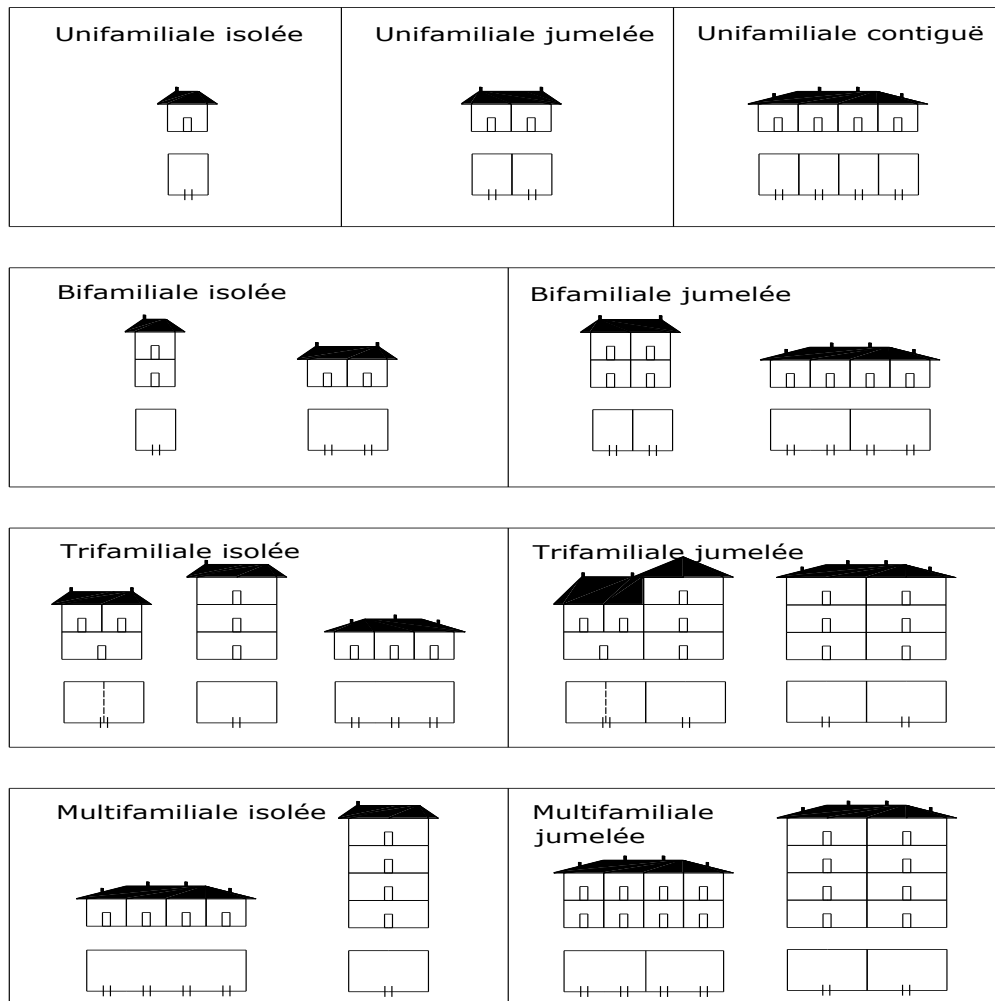 Unifamiliale isolée
Unifamiliale jumelée
Unifamiliale contiguë
Bifamiliale isolée
Bifamiliale jumelée
Trifamiliale isolée
Trifamiliale jumelée
Multifamiliale isolée
Multifamiliale
jumelée